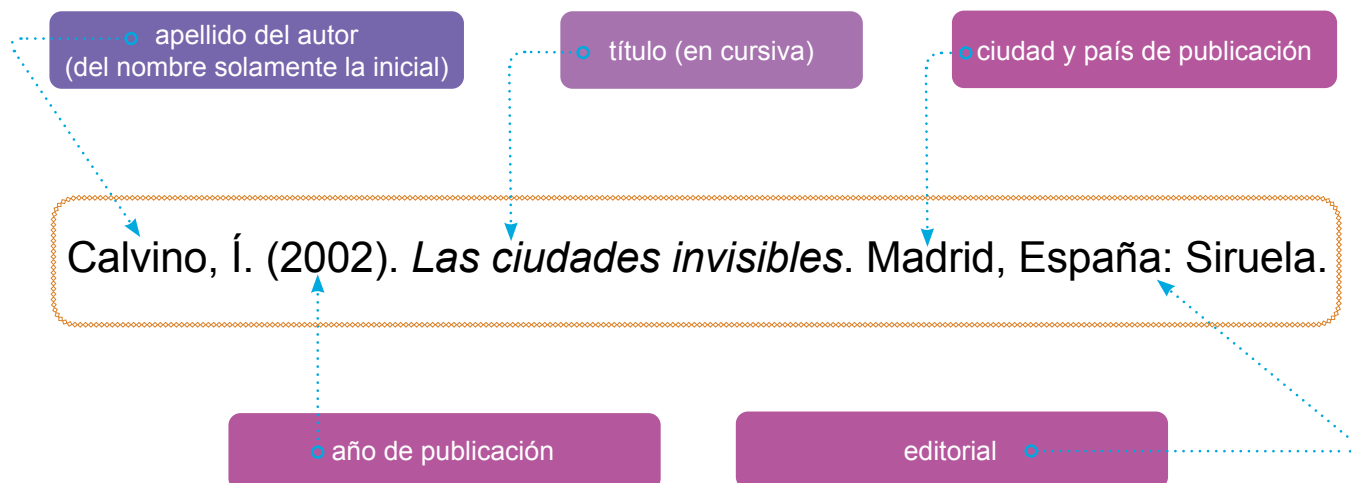 apellido del autor
(del nombre solamente la inicial)
título (en cursiva)
ciudad y país de publicación
Calvino, Í. (2002). Las ciudades invisibles. Madrid, España: Siruela.
año de publicación
editorial